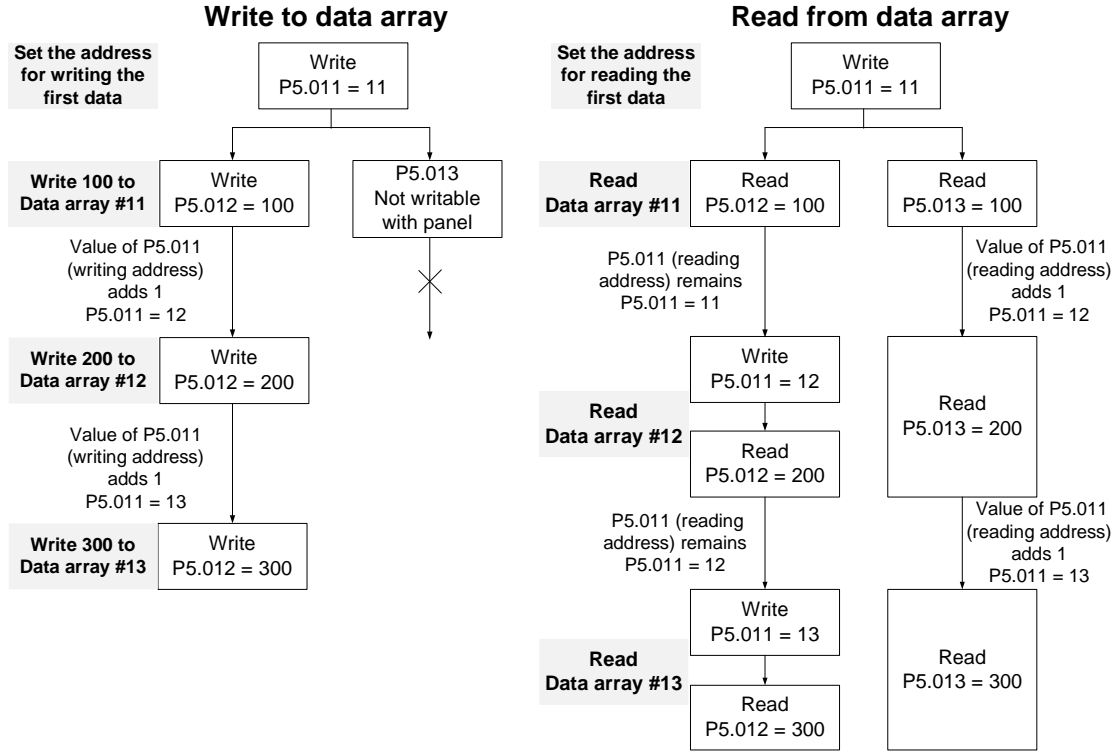 Write to data array
Set the address
for writing the
first data
Write
P5.011 = 11
Write 100 to
Data array #11
Write
P5.012 = 100
P5.013
Not writable
with panel
Value of P5.011
(writing address)
adds 1
P5.011 = 12
Write 200 to
Data array #12
Write
P5.012 = 200
Value of P5.011
(writing address)
adds 1
P5.011 = 13
Write 300 to
Data array #13
Write
P5.012 = 300
Read from data array
Set the address
for reading the
first data
Write
P5.011 = 11
Read
Data array #11
Read
P5.012 = 100
Read
P5.013 = 100
P5.011 (reading
address) remains
P5.011 = 11
Value of P5.011
(reading address)
adds 1
P5.011 = 12
Read
Data array #12
Write
P5.011 = 12
Read
P5.012 = 200
Read
P5.013 = 200
P5.011 (reading
address) remains
P5.011 = 12
Value of P5.011
(reading address)
adds 1
P5.011 = 13
Read
Data array #13
Write
P5.011 = 13
Read
P5.012 = 300
Read
P5.013 = 300